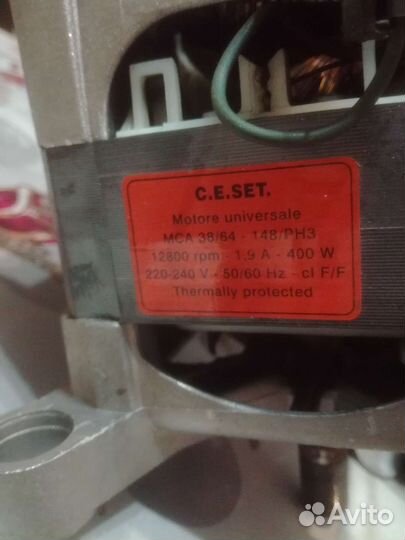 C.E.SET.
Motore universale
MCA 38/64 - 148/PH3
12800 rpm - 1,9 A - 400 W
220-240 V - 50/60 Hz - cl F/F
Thermally protected
Avito